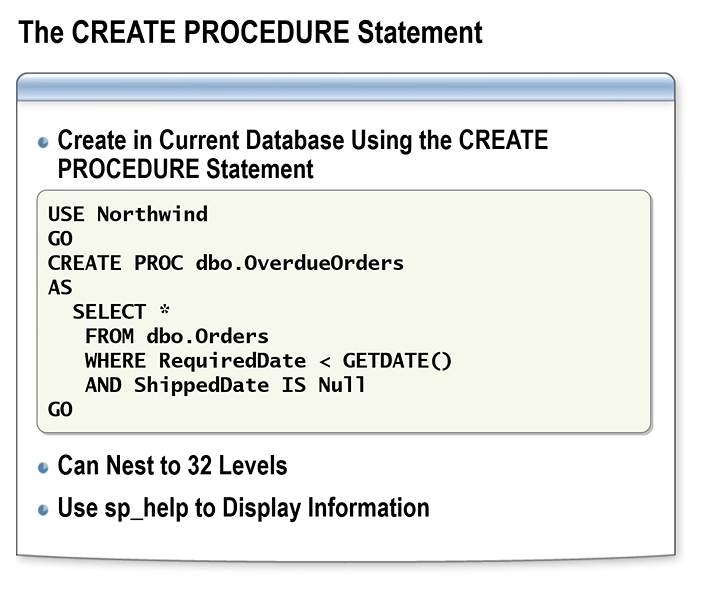 The CREATE PROCEDURE Statement
Create in Current Database Using the CREATE
PROCEDURE Statement
USE Northwind
GO
CREATE PROC dbo.OverdueOrders
AS
SELECT *
FROM dbo.Orders
WHERE RequiredDate < GETDATE()
AND ShippedDate IS Null
GO
Can Nest to 32 Levels
Use sp_help to Display Information